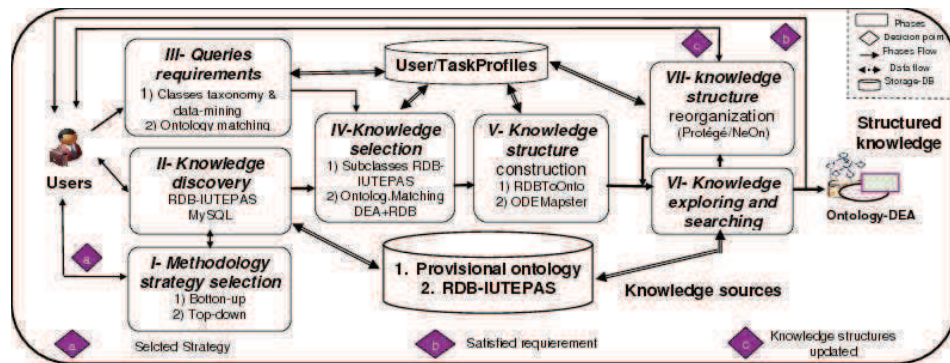 III- Queries
requirements
1) Classes taxonomy &
data-mining
2) Ontology matching
User/TaskProfiles
c
b
Phases
Desicion point
Phases Flow
Data flow
Storage-DB
VII- knowledge
structure
reorganization
(Protégé/NeOn)
Structured
knowledge
Users
II- Knowledge
discovery
RDB-IUTEPAS
MySQL
IV-Knowledge
selection
1) Subclasses RDB-
IUTEPAS
2) Ontolog.Matching
DEA+RDB
V- Knowledge
structure
construction
1) RDBToOnto
2) ODEMapster
VI- Knowledge
exploring and
searching
Ontology-DEA
a
I- Methodology
strategy selection
1) Botton-up
2) Top-down
1. Provisional ontology
2. RDB-IUTEPAS
Knowledge sources
a
Selcted Strategy
b
Satisfied requierement
c
Knowledge structures
updated